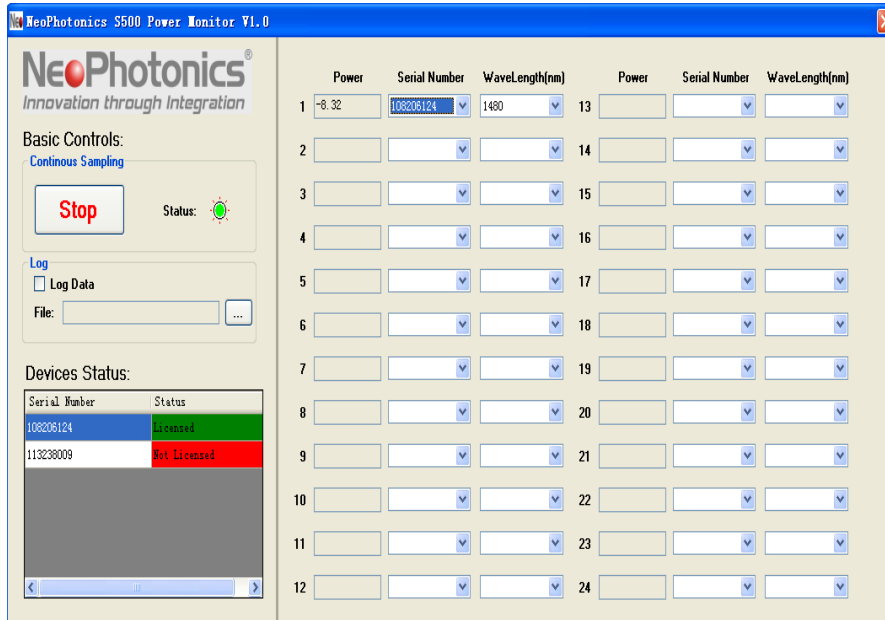 NeoPhotonics S500 Power Monitor V1.0
NeoPhotonics®
Innovation through Integration
Basic Controls:
Continous Sampling
Stop
Status:
Log
Log Data
File:
...
Devices Status:
Serial Number Status
108206124 Licensed
113238009 Not Licensed
Power Serial Number WaveLength(nm) Power Serial Number WaveLength(nm)
1 -8.32 108206124 1480 13
2 14
3 15
4 16
5 17
6 18
7 19
8 20
9 21
10 22
11 23
12 24